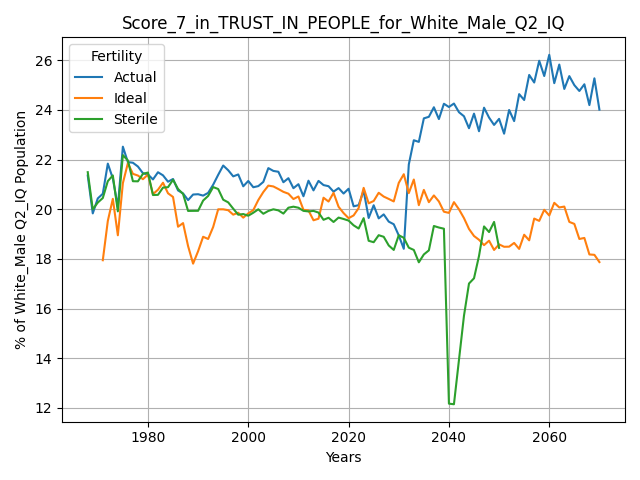 Score_7_in_TRUST_IN_PEOPLE_for_White_Male_Q2_IQ
Fertility
Actual
Ideal
Sterile
% of White_Male Q2_IQ Population
26
24
22
20
18
16
14
12
1980
2000
2020
2040
2060
Years